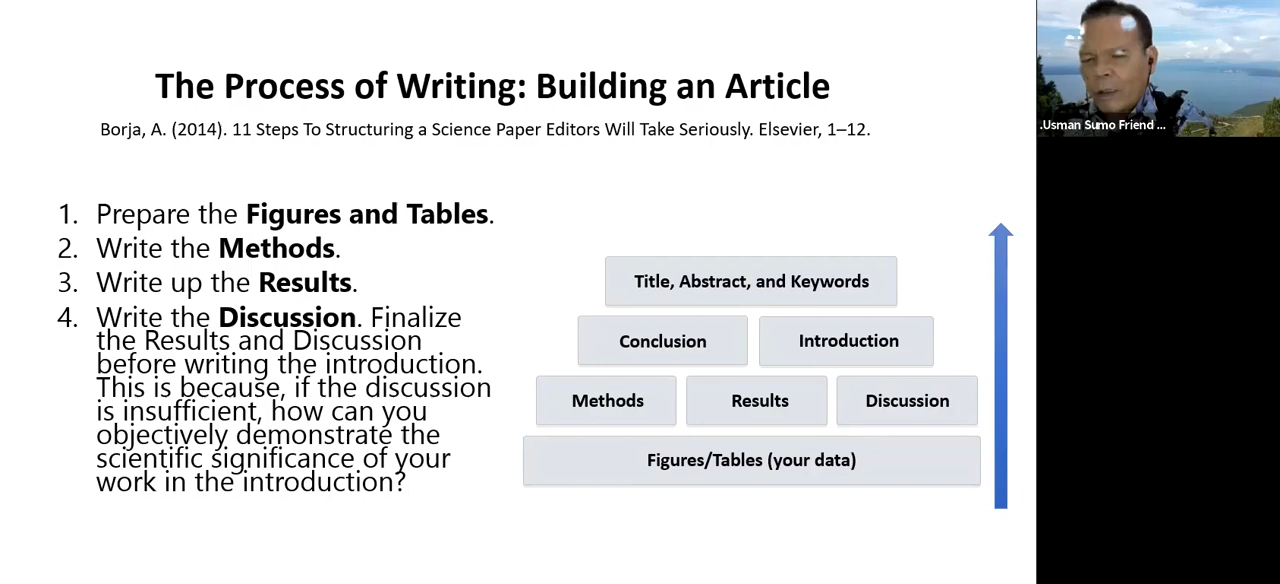 The Process of Writing: Building an Article
Borja, A. (2014). 11 Steps To Structuring a Science Paper Editors Will Take Seriously. Elsevier, 1–12.
1. Prepare the Figures and Tables.
2. Write the Methods.
3. Write up the Results.
4. Write the Discussion. Finalize
the Results and Discussion
before writing the introduction.
This is because, if the discussion
is insufficient, how can you
objectively demonstrate the
scientific significance of your
work in the introduction?
Title, Abstract, and Keywords
Conclusion
Introduction
Methods
Results
Discussion
Figures/Tables (your data)
.Usman Sumo Friend ...